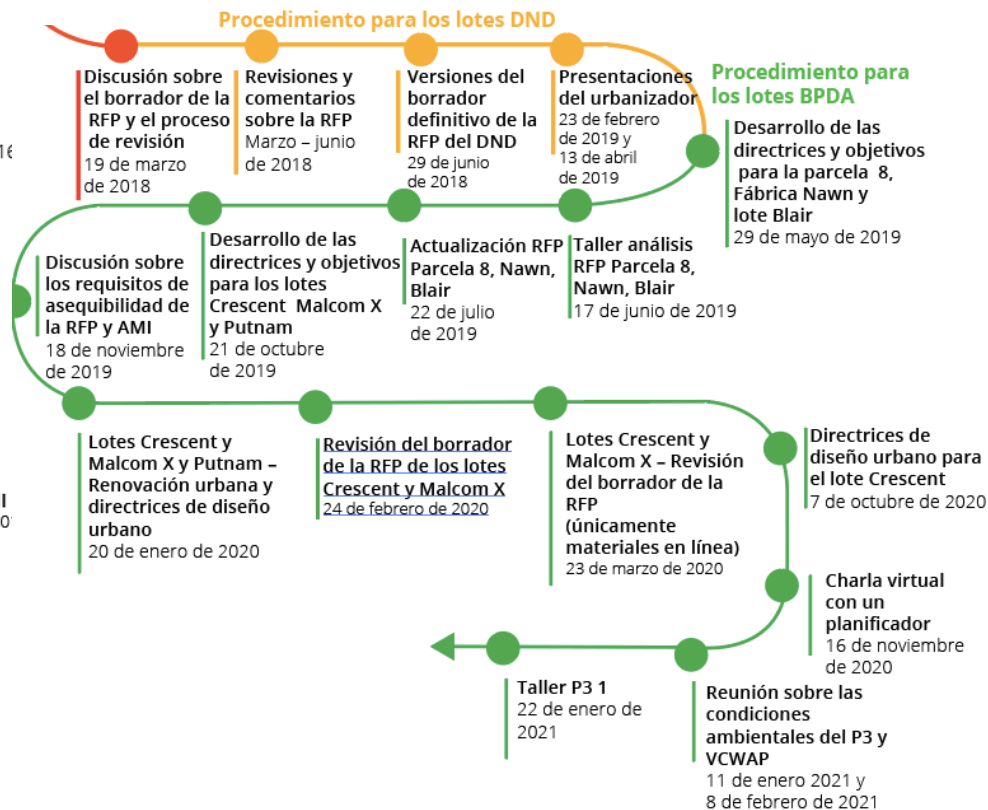 Procedimiento para los lotes DND
Discusión sobre
el borrador de la
RFP y el proceso
de revisión
19 de marzo
de 2018
Revisiones y
comentarios
sobre la RFP
Marzo – junio
de 2018
Versiones del
borrador
definitivo de la
RFP del DND
29 de junio
de 2018
Presentaciones
del urbanizador
23 de febrero
de 2019 y
13 de abril
de 2019
Procedimiento para
los lotes BPDA
Desarrollo de las
directrices y objetivos
para la parcela 8,
Fábrica Nawn y
lote Blair
29 de mayo de 2019
Taller análisis
RFP Parcela 8,
Nawn, Blair
17 de junio de 2019
Actualización RFP
Parcela 8, Nawn,
Blair
22 de julio
de 2019
Desarrollo de las
directrices y objetivos
para los lotes
Crescent Malcom X
y Putnam
21 de octubre
de 2019
Discusión sobre
los requisitos de
asequibilidad de
la RFP y AMI
18 de noviembre
de 2019
Lotes Crescent y
Malcom X y Putnam –
Renovación urbana y
directrices de diseño
urbano
20 de enero de 2020
Revisión del borrador
de la RFP de los lotes
Crescent y Malcom X
24 de febrero de 2020
Lotes Crescent y
Malcom X – Revisión
del borrador de la
RFP
(únicamente
materiales en línea)
23 de marzo de 2020
Directrices de
diseño urbano para
el lote Crescent
7 de octubre de 2020
Charla virtual
con un
planificador
16 de noviembre
de 2020
Reunión sobre las
condiciones
ambientales del P3 y
VCWAP
11 de enero 2021 y
8 de febrero de 2021
Taller P3 1
22 de enero de
2021